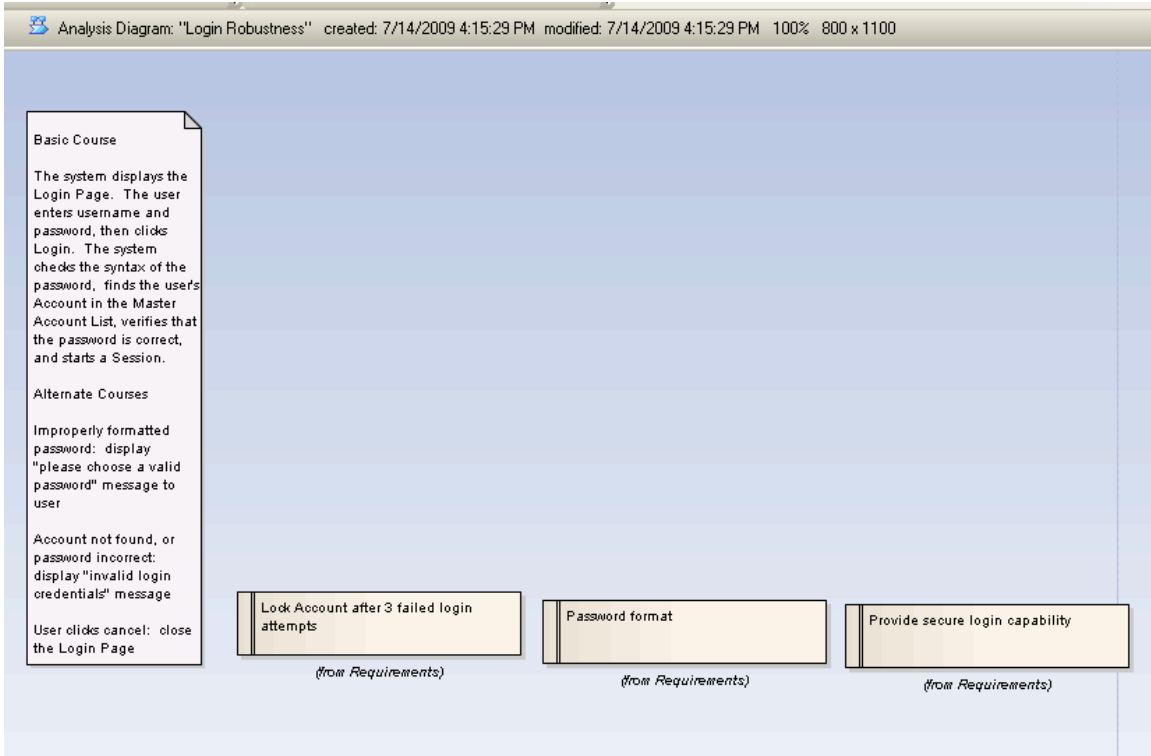 Analysis Diagram: "Login Robustness" created: 7/14/2009 4:15:29 PM modified: 7/14/2009 4:15:29 PM 100% 800 x 1100
Basic Course
The system displays the
Login Page. The user
enters username and
password, then clicks
Login. The system
checks the syntax of the
password, finds the user's
Account in the Master
Account List, verifies that
the password is correct,
and starts a Session.
Alternate Courses
Improperly formatted
password: display
"please choose a valid
password" message to
user
Account not found, or
password incorrect:
display "invalid login
credentials" message
User clicks cancel: close
the Login Page
Lock Account after 3 failed login
attempts
(from Requirements)
Password format
(from Requirements)
Provide secure login capability
(from Requirements)